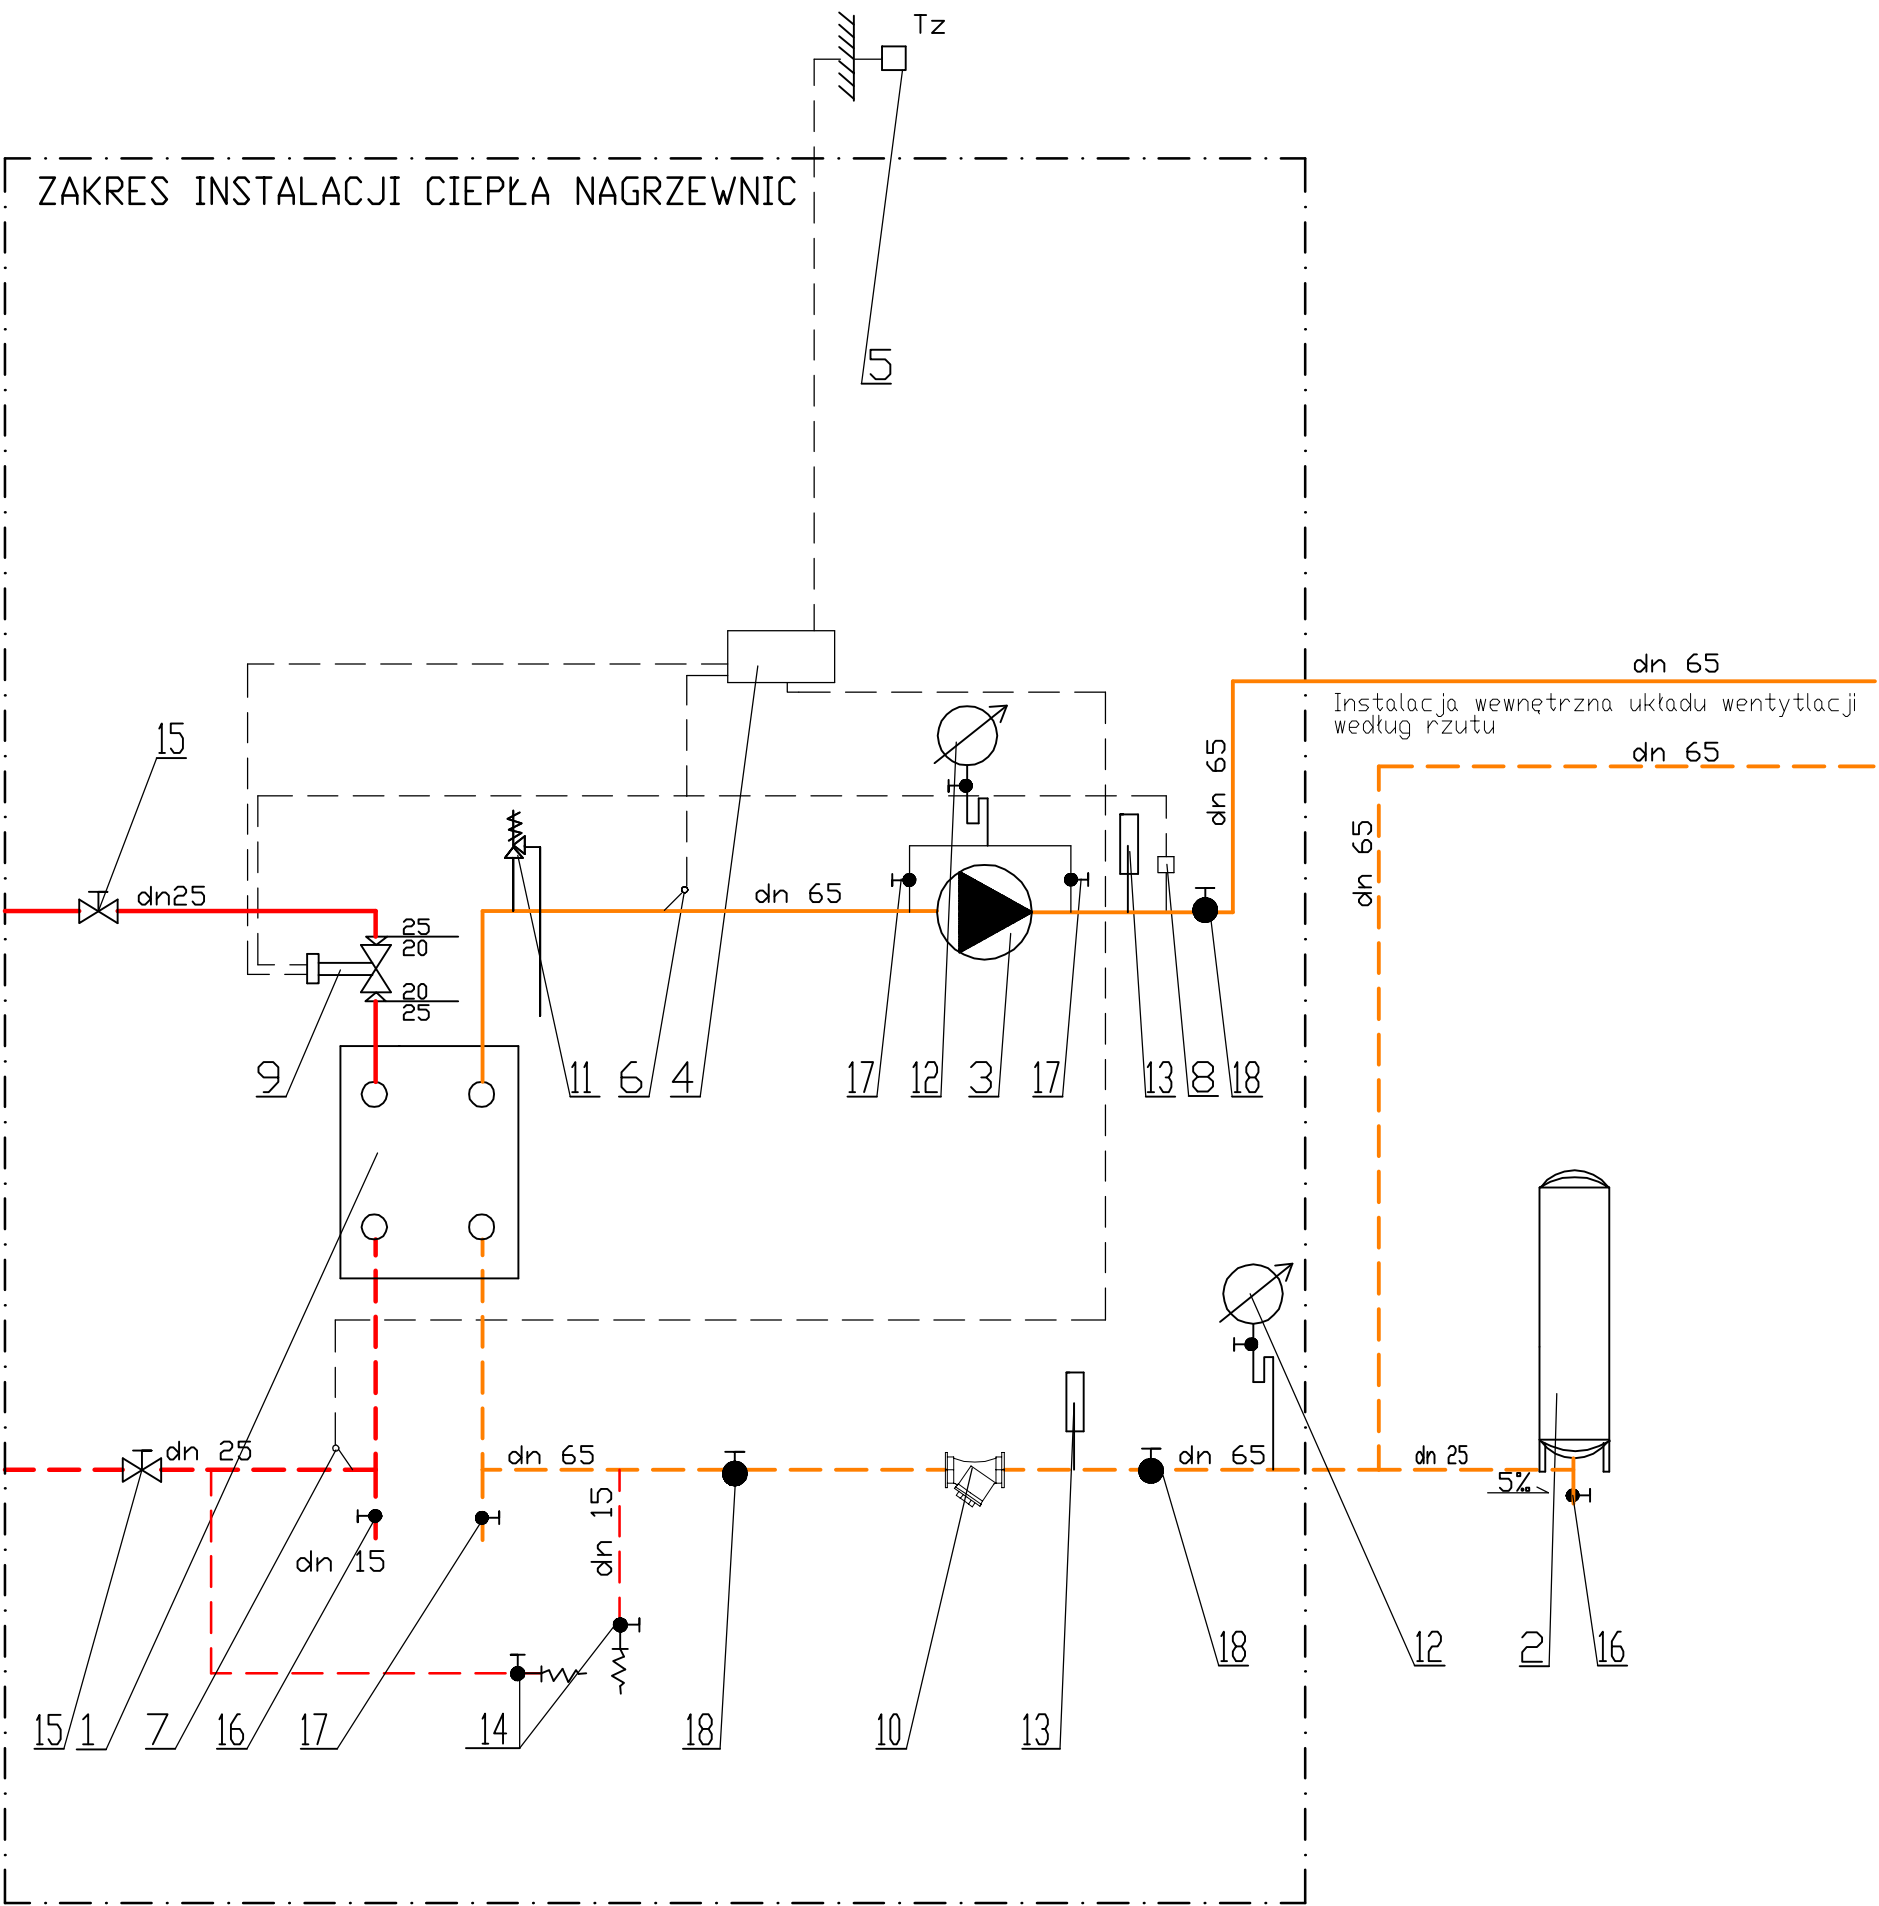 Tz
ZAKRES INSTALACJI CIEPŁA NAGRZEWNIC
5
dn 65
Instalacja wewnętrzna układu wentytlacji
według rzutu
dn 65
15
dn 65
dn 65
dn25
dn 65
25
20
20
25
9
11
6
4
17
12
3
17
13
8
18
dn 25
dn 65
dn 65
dn 25
5‰
dn 15
dn 15
18
12
2
16
15
1
7
16
17
14
18
10
13